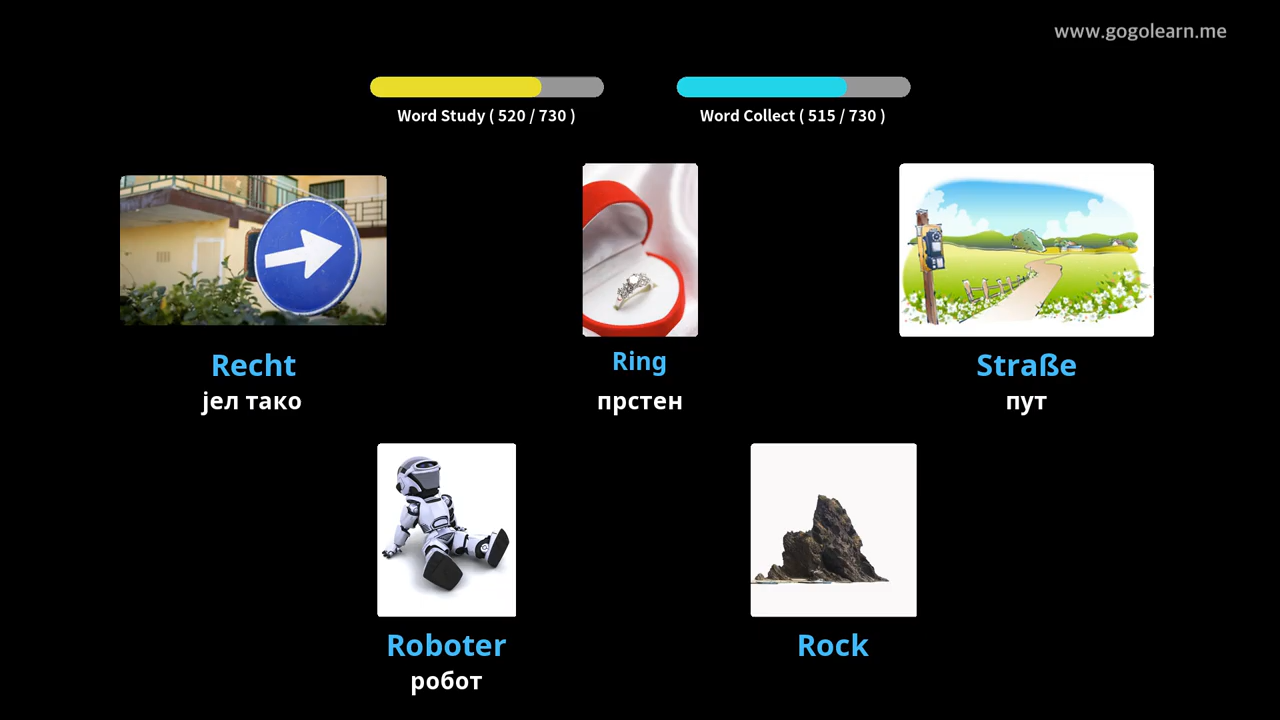 www.gogolearn.me
Word Study ( 520 / 730 )
Word Collect ( 515 / 730 )
Recht
јел тако
Ring
прстен
Straße
пут
Roboter
робот
Rock